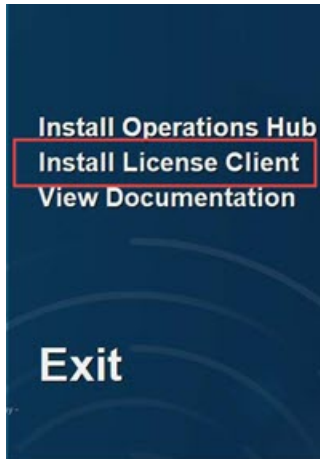 Install Operations Hub
Install License Client
View Documentation
Exit